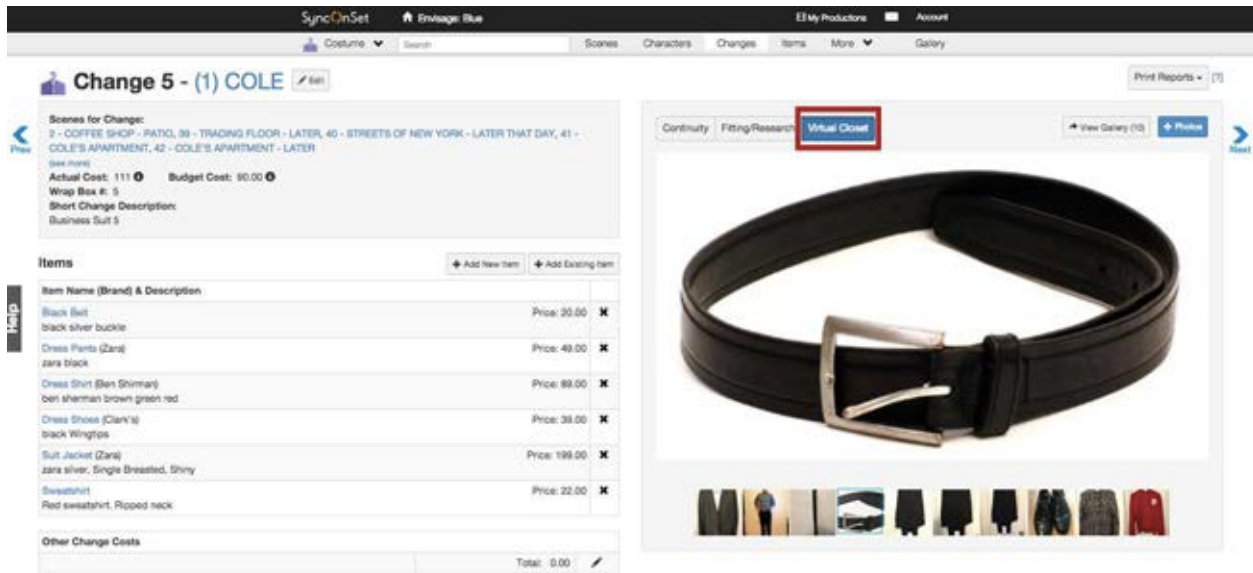 SyncOnSet
Envisage: Blue
My Productions
Account
Costume
Search
Scenes
Characters
Changes
Items
More
Gallery
Change 5 - (1) COLE
Edit
Print Reports
[?]
Prev
Scenes for Change:
2 - COFFEE SHOP - PATIO, 39 - TRADING FLOOR - LATER, 40 - STREETS OF NEW YORK - LATER THAT DAY, 41 -
COLE'S APARTMENT, 42 - COLE'S APARTMENT - LATER
(see more)
Actual Cost: 111 Budget Cost: 90.00
Wrap Box #: 5
Short Change Description:
Business Suit 5
Continuity
Fitting/Research
Virtual Closet
View Gallery (10)
+ Photos
Next
Help
Items
+ Add New Item
+ Add Existing Item
Item Name (Brand) & Description
Black Belt Price: 20.00
black silver buckle
Dress Pants (Zara) Price: 49.00
zara black
Dress Shirt (Ben Shirman) Price: 89.00
ben sherman brown green red
Dress Shoes (Clark's) Price: 39.00
black Wingtips
Suit Jacket (Zara) Price: 199.00
zara silver, Single Breasted, Shiny
Sweatshirt Price: 22.00
Red sweatshirt. Ripped neck
Other Change Costs
Total: 0.00